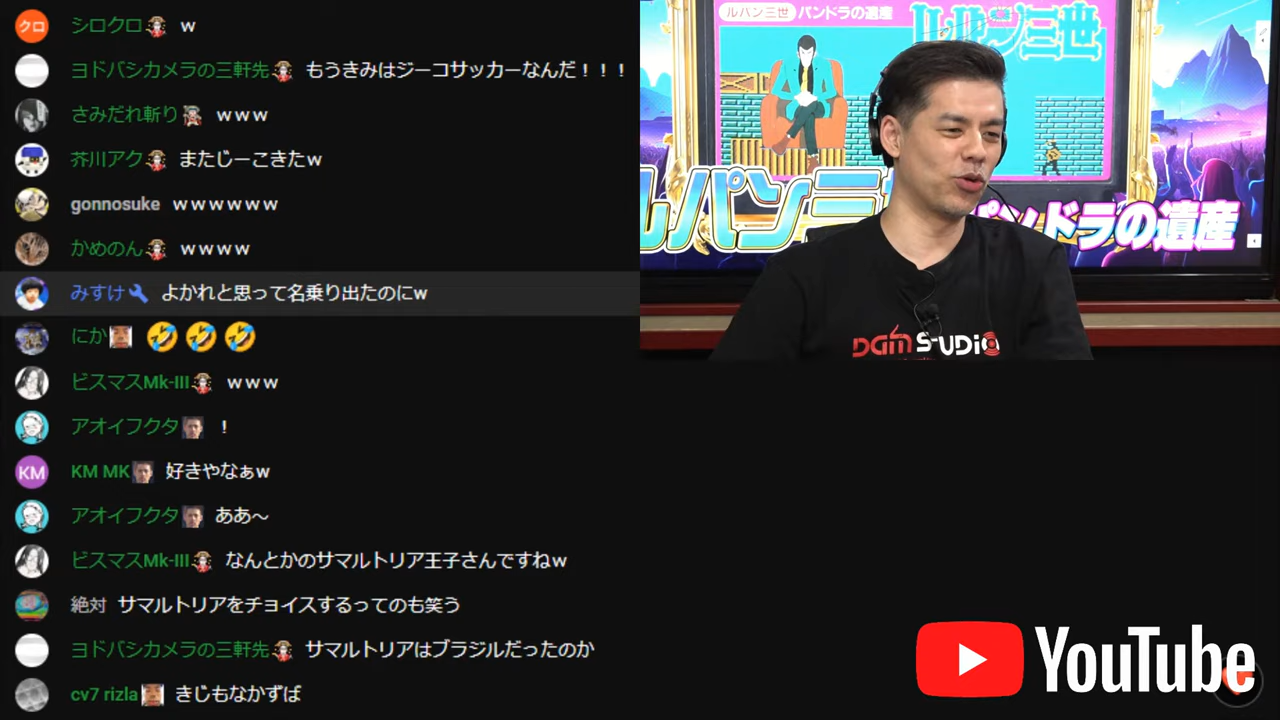 クロ
シロクロ w
ヨドバシカメラの三軒先 もうきみはジーコサッカーなんだ！！！
さみだれ斬り ｗｗｗ
芥川アク またじーこきたw
gonnosuke ｗｗｗｗｗｗ
かめのん ｗｗｗｗ
みすけ よかれと思って名乗り出たのにw
にか 🤣🤣🤣
ビスマスMk-III ｗｗｗ
アオイフクタ ！
KM
KM MK 好きやなぁw
アオイフクタ ああ～
ビスマスMk-III なんとかのサマルトリア王子さんですねw
絶対 サマルトリアをチョイスするってのも笑う
ヨドバシカメラの三軒先 サマルトリアはブラジルだったのか
cv7 rizla きじもなかずば
ルパン三世 パンドラの遺産
ルパン三世
ルパン三世
パンドラの遺産
DGM STUDIO
YouTube